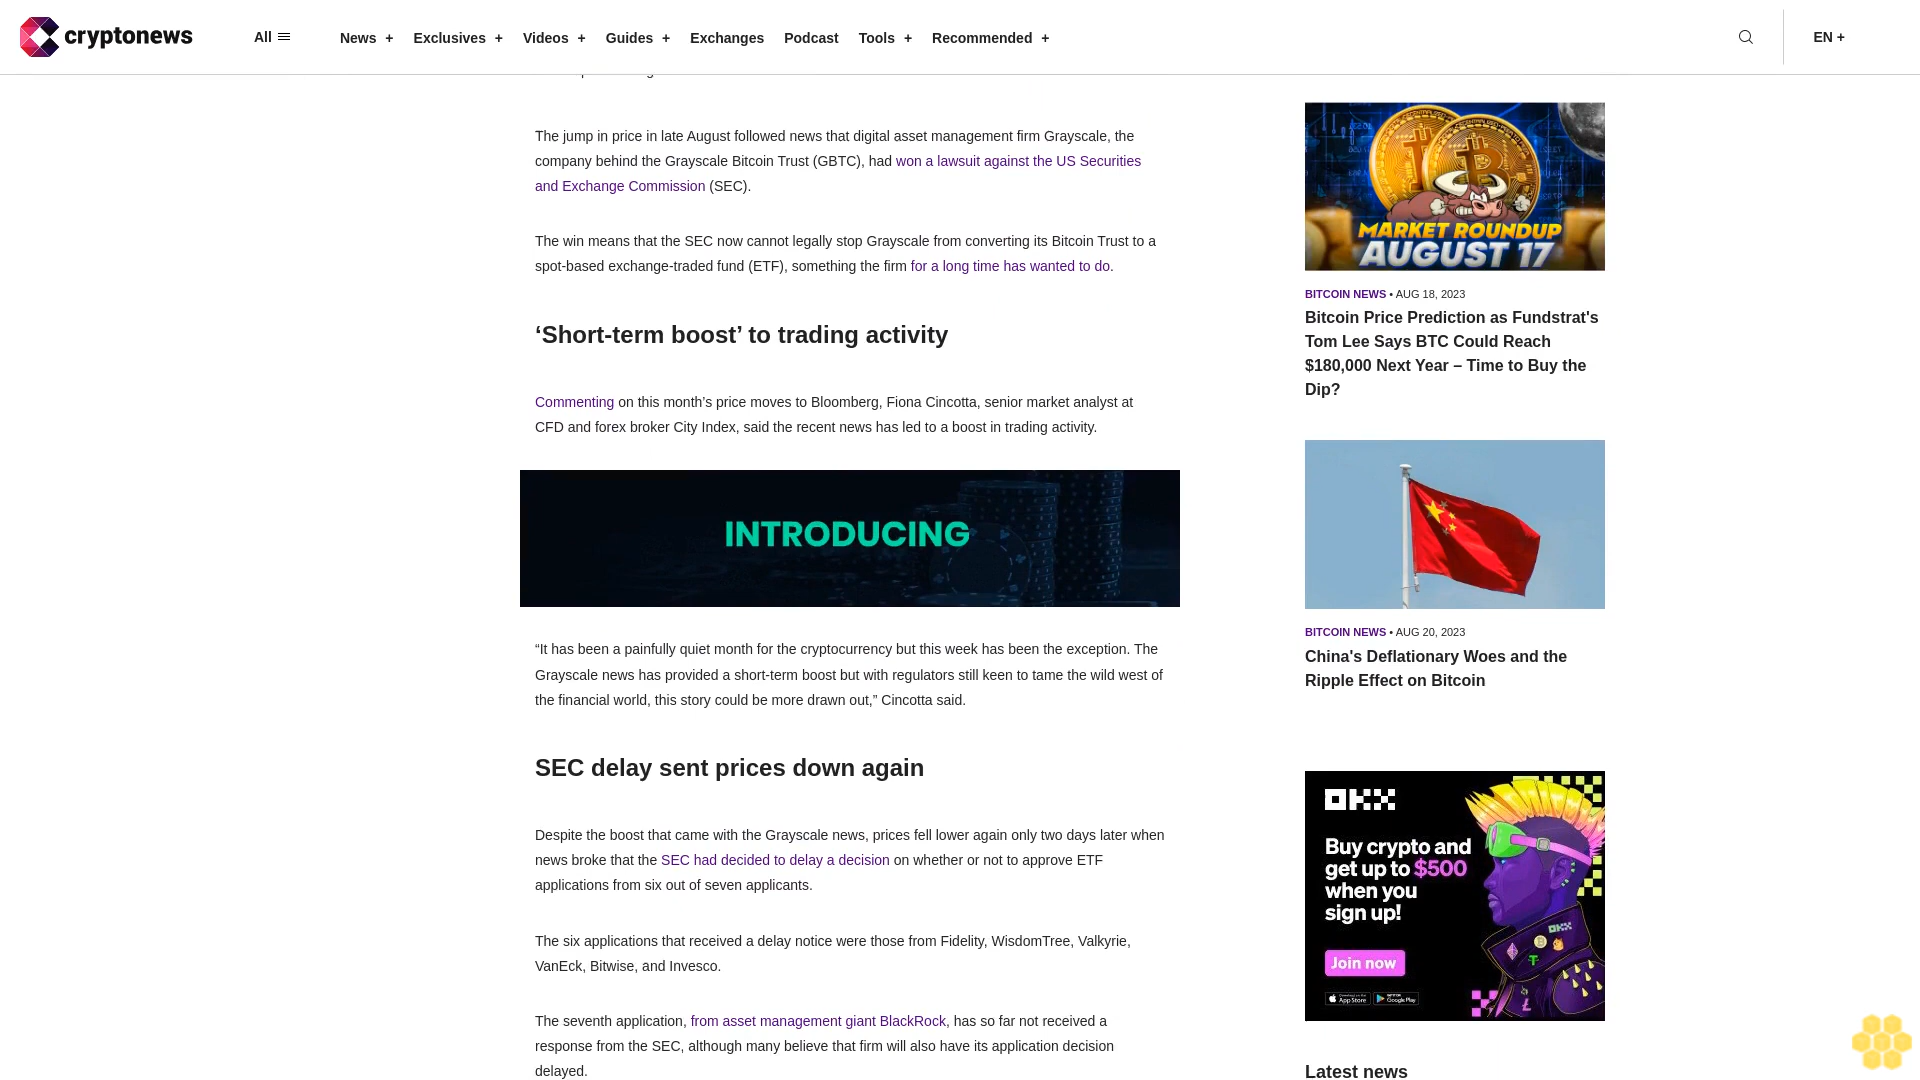 cryptonews
All
News +
Exclusives +
Videos +
Guides +
Exchanges
Podcast
Tools +
Recommended +
EN +
The jump in price in late August followed news that digital asset management firm Grayscale, the
company behind the Grayscale Bitcoin Trust (GBTC), had won a lawsuit against the US Securities
and Exchange Commission (SEC).
The win means that the SEC now cannot legally stop Grayscale from converting its Bitcoin Trust to a
spot-based exchange-traded fund (ETF), something the firm for a long time has wanted to do.
‘Short-term boost’ to trading activity
Commenting on this month’s price moves to Bloomberg, Fiona Cincotta, senior market analyst at
CFD and forex broker City Index, said the recent news has led to a boost in trading activity.
INTRODUCING
“It has been a painfully quiet month for the cryptocurrency but this week has been the exception. The
Grayscale news has provided a short-term boost but with regulators still keen to tame the wild west of
the financial world, this story could be more drawn out,” Cincotta said.
SEC delay sent prices down again
Despite the boost that came with the Grayscale news, prices fell lower again only two days later when
news broke that the SEC had decided to delay a decision on whether or not to approve ETF
applications from six out of seven applicants.
The six applications that received a delay notice were those from Fidelity, WisdomTree, Valkyrie,
VanEck, Bitwise, and Invesco.
The seventh application, from asset management giant BlackRock, has so far not received a
response from the SEC, although many believe that firm will also have its application decision
delayed.
MARKET ROUNDUP
AUGUST 17
BITCOIN NEWS • AUG 18, 2023
Bitcoin Price Prediction as Fundstrat's
Tom Lee Says BTC Could Reach
$180,000 Next Year – Time to Buy the
Dip?
BITCOIN NEWS • AUG 20, 2023
China's Deflationary Woes and the
Ripple Effect on Bitcoin
OKX
Buy crypto and
get up to $500
when you
sign up!
Join now
App Store
Google Play
Latest news